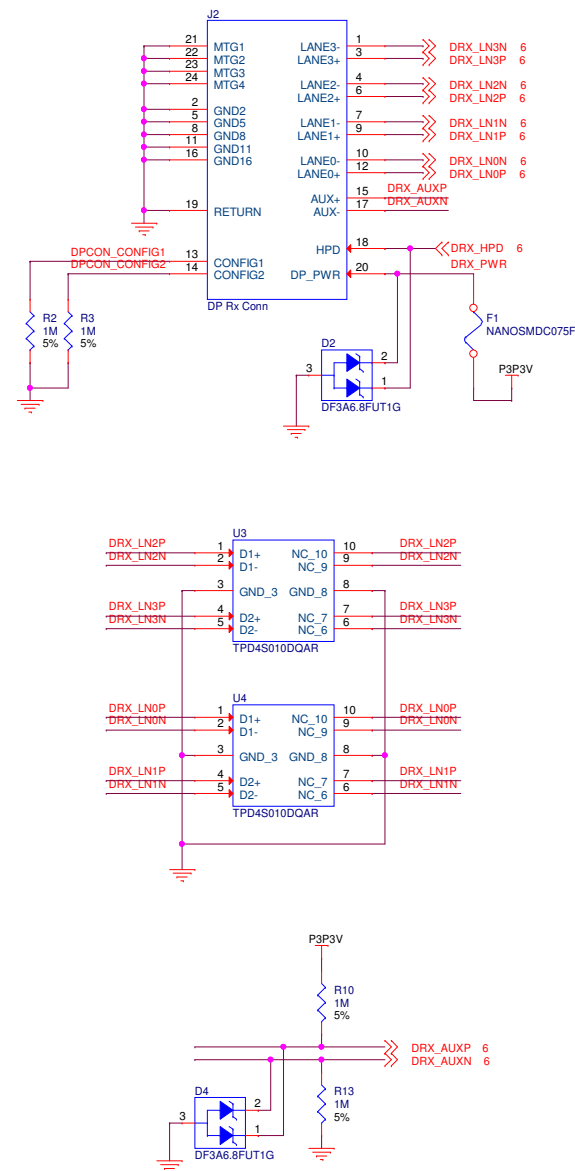 J2
21 MTG1 LANE3- 1 DRX_LN3N 6
22 MTG2 LANE3+ 3 DRX_LN3P 6
23 MTG3
24 MTG4 LANE2- 4 DRX_LN2N 6
LANE2+ 6 DRX_LN2P 6
2 GND2
5 GND5 LANE1- 7 DRX_LN1N 6
8 GND8 LANE1+ 9 DRX_LN1P 6
11 GND11
16 GND16 LANE0- 10 DRX_LN0N 6
LANE0+ 12 DRX_LN0P 6
AUX+ 15 DRX_AUXP
19 RETURN AUX- 17 DRX_AUXN
HPD 18 DRX_HPD 6
DPCON_CONFIG1 13 CONFIG1
DPCON_CONFIG2 14 CONFIG2 DP_PWR 20 DRX_PWR
DP Rx Conn
R2 R3
1M 1M
5% 5%
F1
NANOSMDC075F
P3P3V
D2
3 2
1
DF3A6.8FUT1G
U3
DRX_LN2P 1 D1+ NC_10 10 DRX_LN2P
DRX_LN2N 2 D1- NC_9 9 DRX_LN2N
3 GND_3 GND_8 8
DRX_LN3P 4 D2+ NC_7 7 DRX_LN3P
DRX_LN3N 5 D2- NC_6 6 DRX_LN3N
TPD4S010DQAR
U4
DRX_LN0P 1 D1+ NC_10 10 DRX_LN0P
DRX_LN0N 2 D1- NC_9 9 DRX_LN0N
3 GND_3 GND_8 8
DRX_LN1P 4 D2+ NC_7 7 DRX_LN1P
DRX_LN1N 5 D2- NC_6 6 DRX_LN1N
TPD4S010DQAR
P3P3V
R10
1M
5%
DRX_AUXP 6
DRX_AUXN 6
D4
3 2
1
DF3A6.8FUT1G
R13
1M
5%